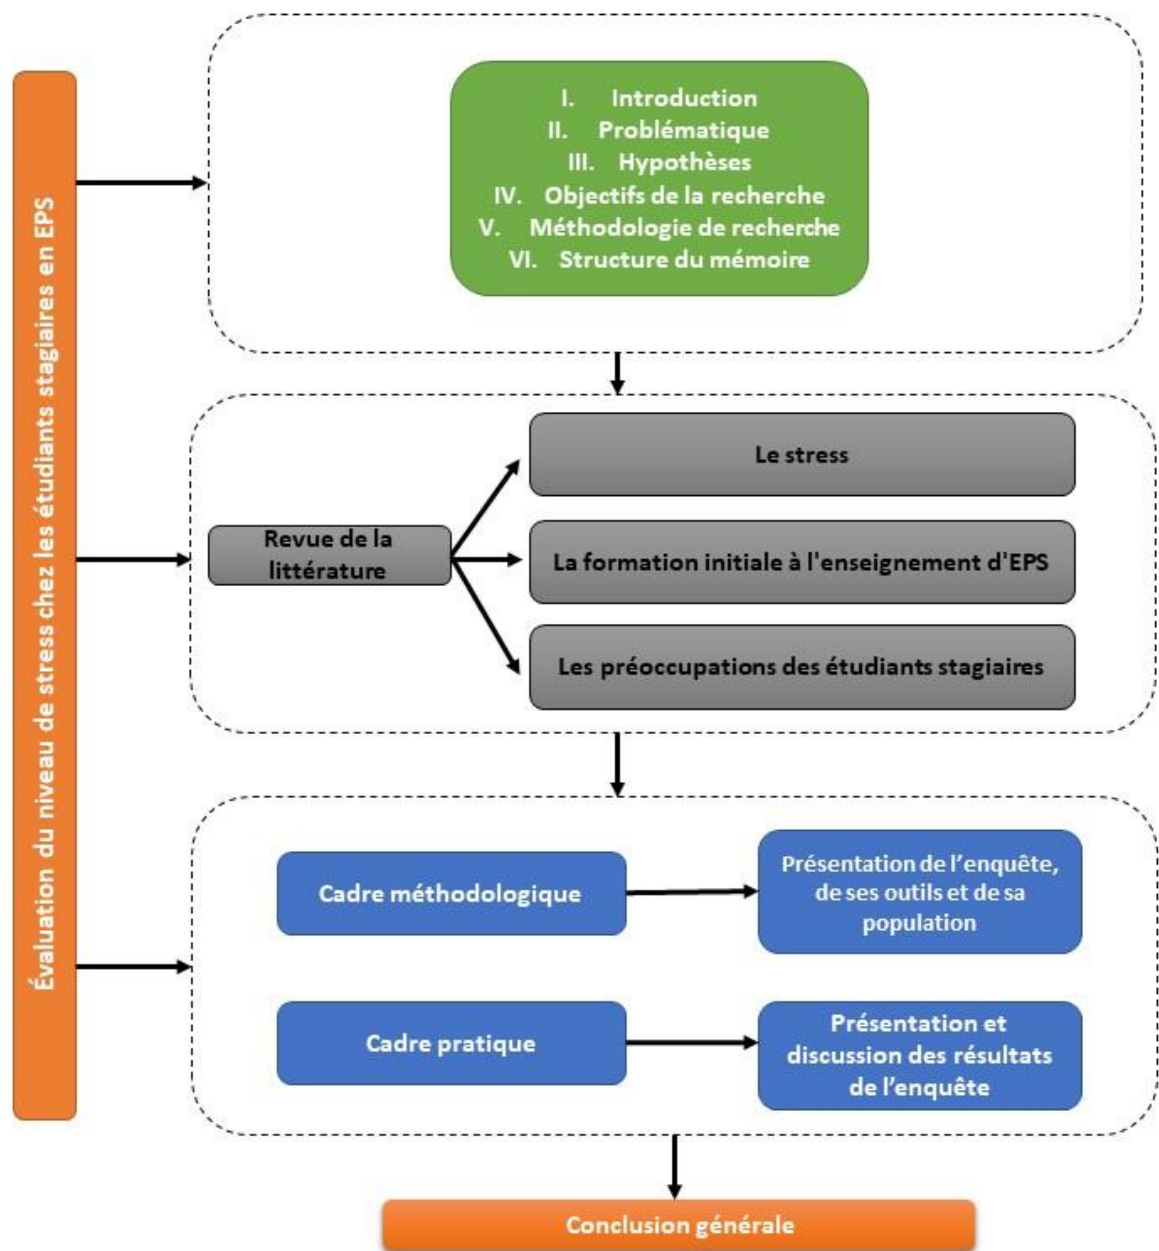 Évaluation du niveau de stress chez les étudiants stagiaires en EPS
I. Introduction
II. Problématique
III. Hypothèses
IV. Objectifs de la recherche
V. Méthodologie de recherche
VI. Structure du mémoire
Revue de la
littérature
Le stress
La formation initiale à l'enseignement d'EPS
Les préoccupations des étudiants stagiaires
Cadre méthodologique
Présentation de l’enquête,
de ses outils et de sa
population
Cadre pratique
Présentation et
discussion des résultats
de l’enquête
Conclusion générale